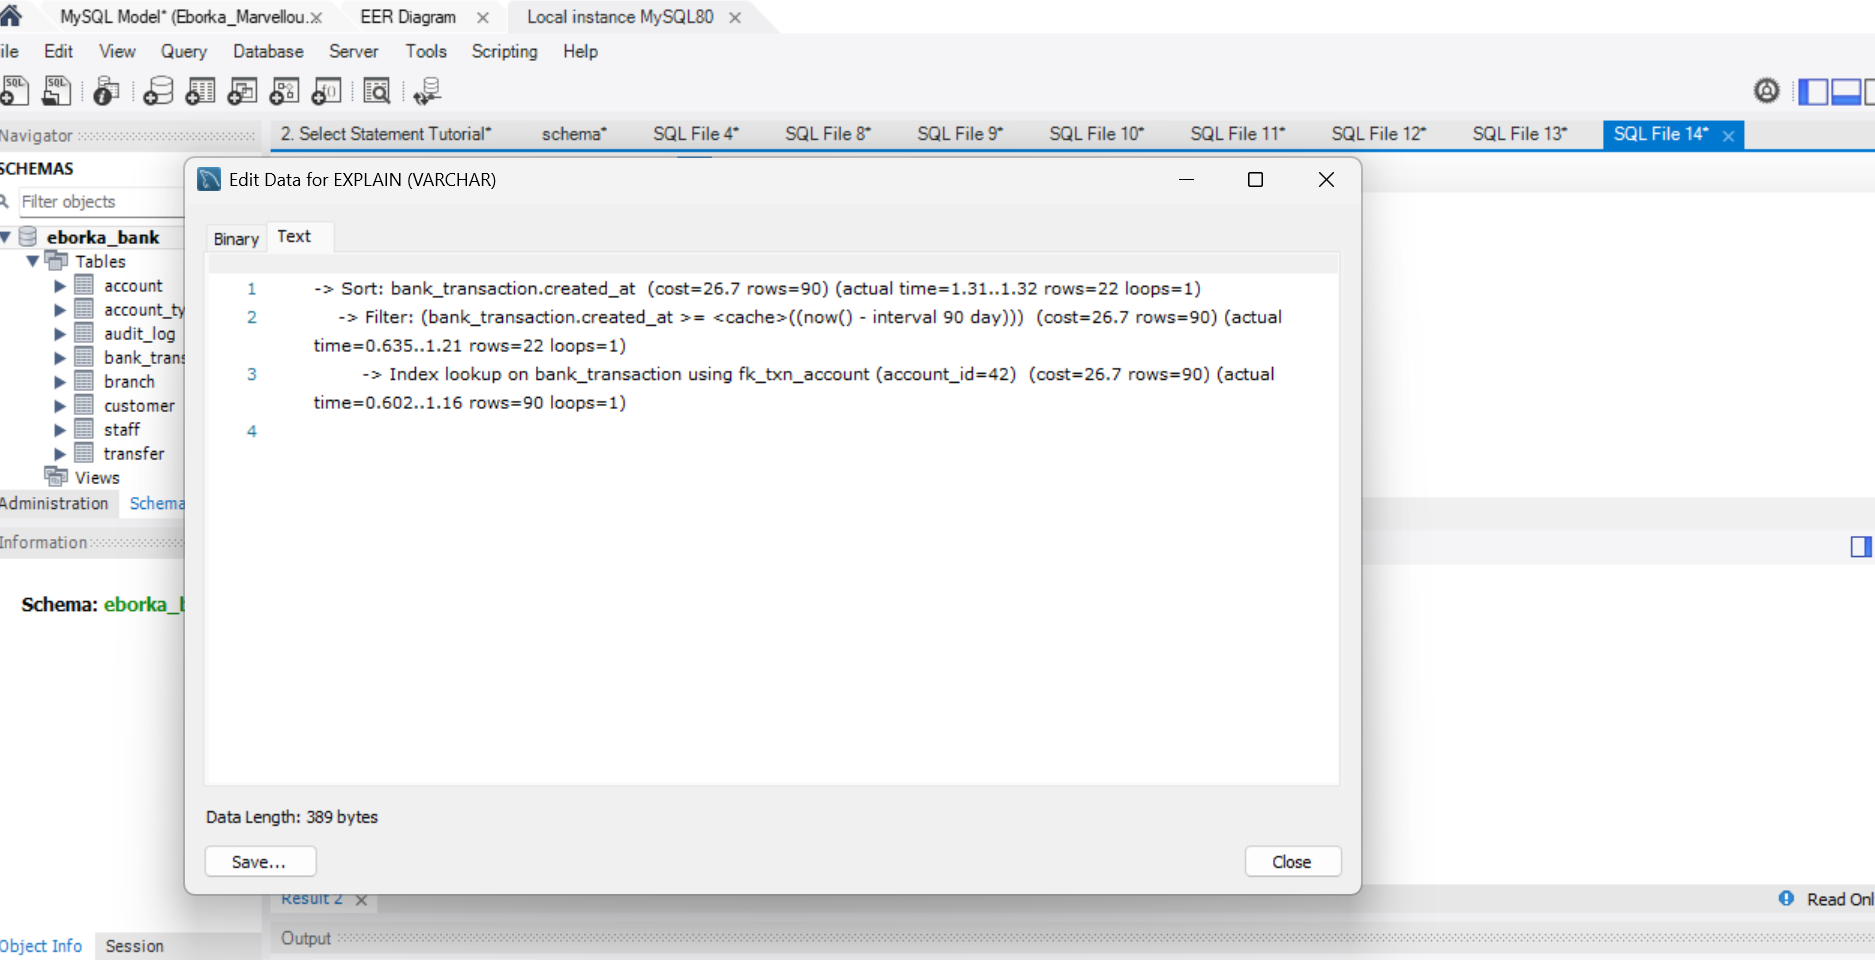 MySQL Model* (Eborka_Marvellou. EER Diagram Local instance MySQL80
ile Edit View Query Database Server Tools Scripting Help
Navigator 2. Select Statement Tutorial* schema* SQL File 4* SQL File 8* SQL File 9* SQL File 10* SQL File 11* SQL File 12* SQL File 13* SQL File 14*
SCHEMAS
Filter objects
eborka_bank
Tables
account
account_ty
audit_log
bank_trans
branch
customer
staff
transfer
Views
Administration Schema
Information
Schema: eborka_b
Edit Data for EXPLAIN (VARCHAR)
Binary Text
1 -> Sort: bank_transaction.created_at (cost=26.7 rows=90) (actual time=1.31..1.32 rows=22 loops=1)
2 -> Filter: (bank_transaction.created_at >= <cache>((now() - interval 90 day))) (cost=26.7 rows=90) (actual
time=0.635..1.21 rows=22 loops=1)
3 -> Index lookup on bank_transaction using fk_txn_account (account_id=42) (cost=26.7 rows=90) (actual
time=0.602..1.16 rows=90 loops=1)
4
Data Length: 389 bytes
Save... Close
Result 2 Read Onl
Output
Object Info Session